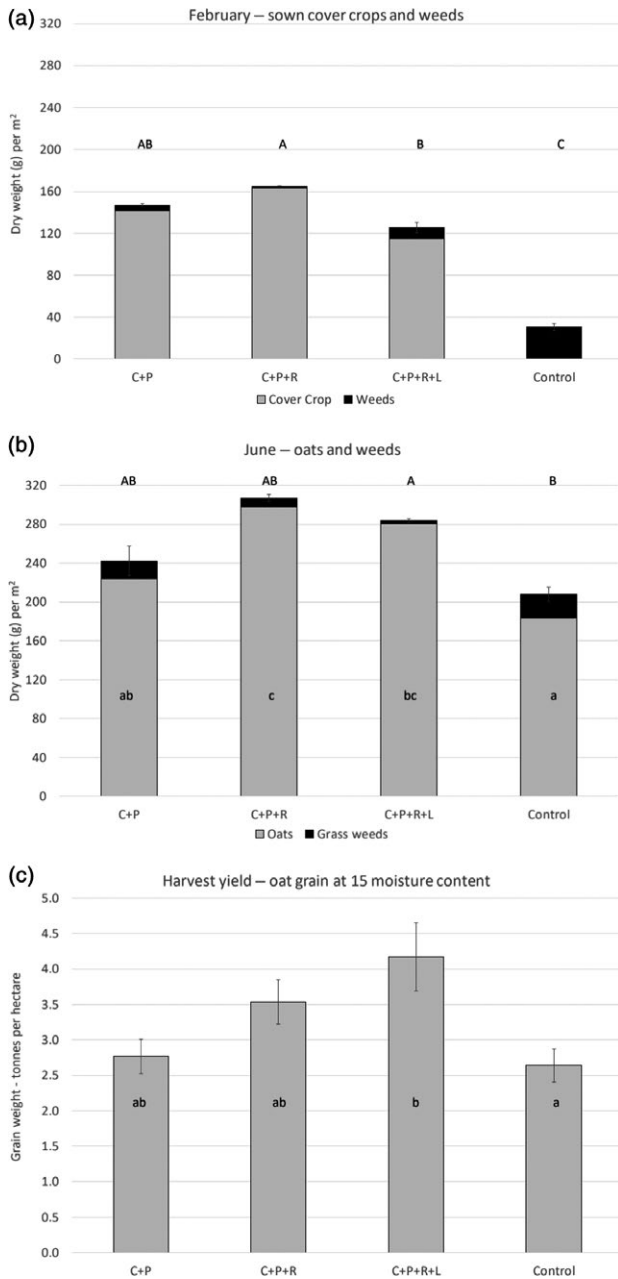 (a)
February – sown cover crops and weeds
Dry weight (g) per m²
320
280
240
200
160
120
80
40
0
AB A B C
C+P C+P+R C+P+R+L Control
Cover Crop Weeds
(b)
June – oats and weeds
Dry weight (g) per m²
320
280
240
200
160
120
80
40
0
AB AB A B
ab c bc a
C+P C+P+R C+P+R+L Control
Oats Grass weeds
(c)
Harvest yield – oat grain at 15 moisture content
Grain weight - tonnes per hectare
5.0
4.5
4.0
3.5
3.0
2.5
2.0
1.5
1.0
0.5
0.0
ab ab b a
C+P C+P+R C+P+R+L Control